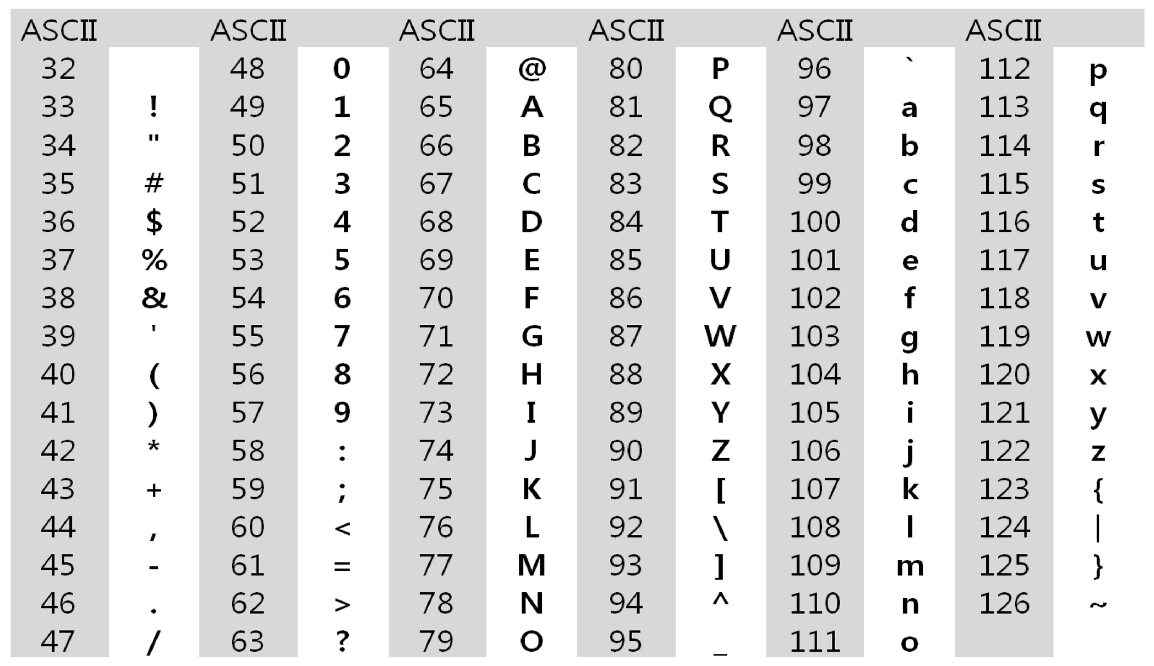 ASCII ASCII ASCII ASCII ASCII ASCII
32 48 0 64 @ 80 P 96 ` 112 p
33 ! 49 1 65 A 81 Q 97 a 113 q
34 " 50 2 66 B 82 R 98 b 114 r
35 # 51 3 67 C 83 S 99 c 115 s
36 $ 52 4 68 D 84 T 100 d 116 t
37 % 53 5 69 E 85 U 101 e 117 u
38 & 54 6 70 F 86 V 102 f 118 v
39 ' 55 7 71 G 87 W 103 g 119 w
40 ( 56 8 72 H 88 X 104 h 120 x
41 ) 57 9 73 I 89 Y 105 i 121 y
42 * 58 : 74 J 90 Z 106 j 122 z
43 + 59 ; 75 K 91 [ 107 k 123 {
44 , 60 < 76 L 92 \ 108 l 124 |
45 - 61 = 77 M 93 ] 109 m 125 }
46 . 62 > 78 N 94 ^ 110 n 126 ~
47 / 63 ? 79 O 95 _ 111 o